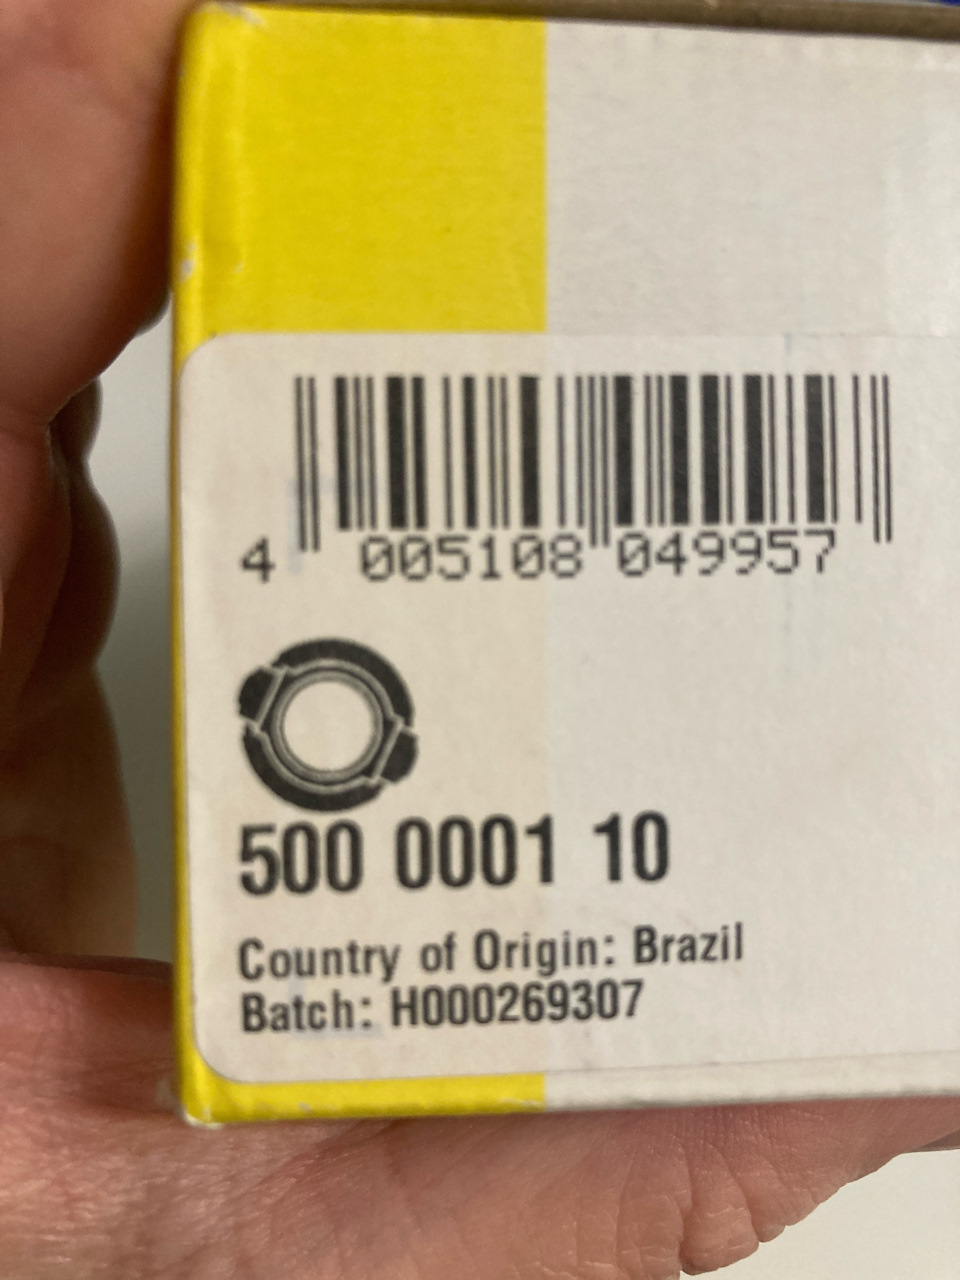 4 005108 049957
500 0001 10
Country of Origin: Brazil
Batch: H000269307